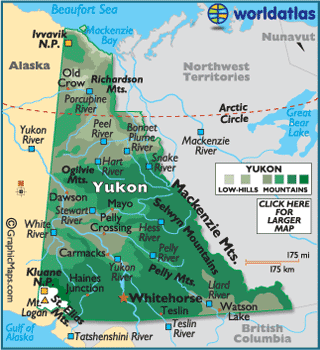 Beaufort Sea
worldatlas
Ivvavik
N.P.
Mackenzie
Bay
Nunavut
Alaska
Old
Crow
Richardson
Mts.
Northwest
Territories
Porcupine
River
Arctic
Circle
Great
Bear
Lake
Yukon
River
Peel
River
Bonnet
Plume
River
Mackenzie
River
Hart
River
Snake
River
Ogilvie
Mts.
Yukon
YUKON
LOW-HILLS MOUNTAINS
Mackenzie Mts.
Dawson
Stewart
River
Mayo
Selwyn Mountains
CLICK HERE
FOR
LARGER
MAP
White
River
Pelly
Crossing
Hess
River
Carmacks
Pelly
River
175 mi
175 km
Kluane
N.P.
Haines
Junction
Yukon
River
Pelly Mts.
Mt.
Logan
St. Elias
Mts.
Whitehorse
Liard
River
Watson
Lake
Teslin
Gulf of
Alaska
Tatshenshini River
Teslin
River
British
Columbia
©GraphicMaps.com